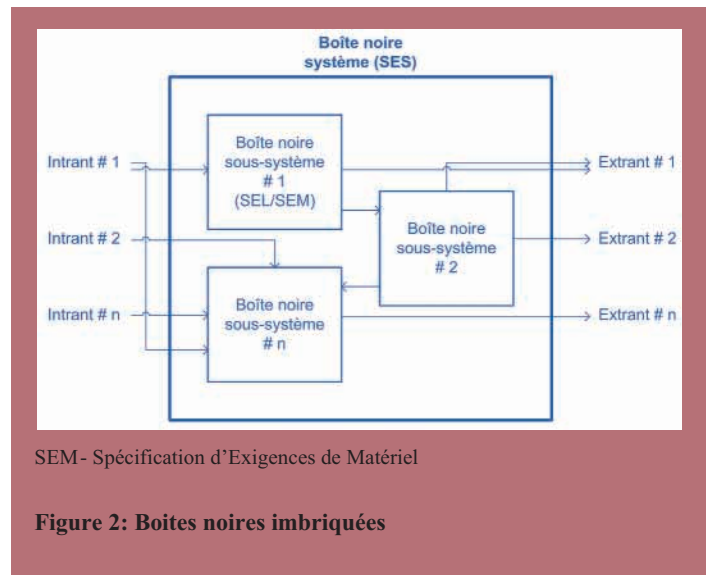 Boîte noire
système (SES)
Boîte noire
sous-système
# 1
(SEL/SEM)
Intrant # 1
Extrant # 1
Boîte noire
sous-système
# 2
Intrant # 2
Extrant # 2
Boîte noire
sous-système
# n
Intrant # n
Extrant # n
SEM - Spécification d’Exigences de Matériel
Figure 2: Boites noires imbriquées